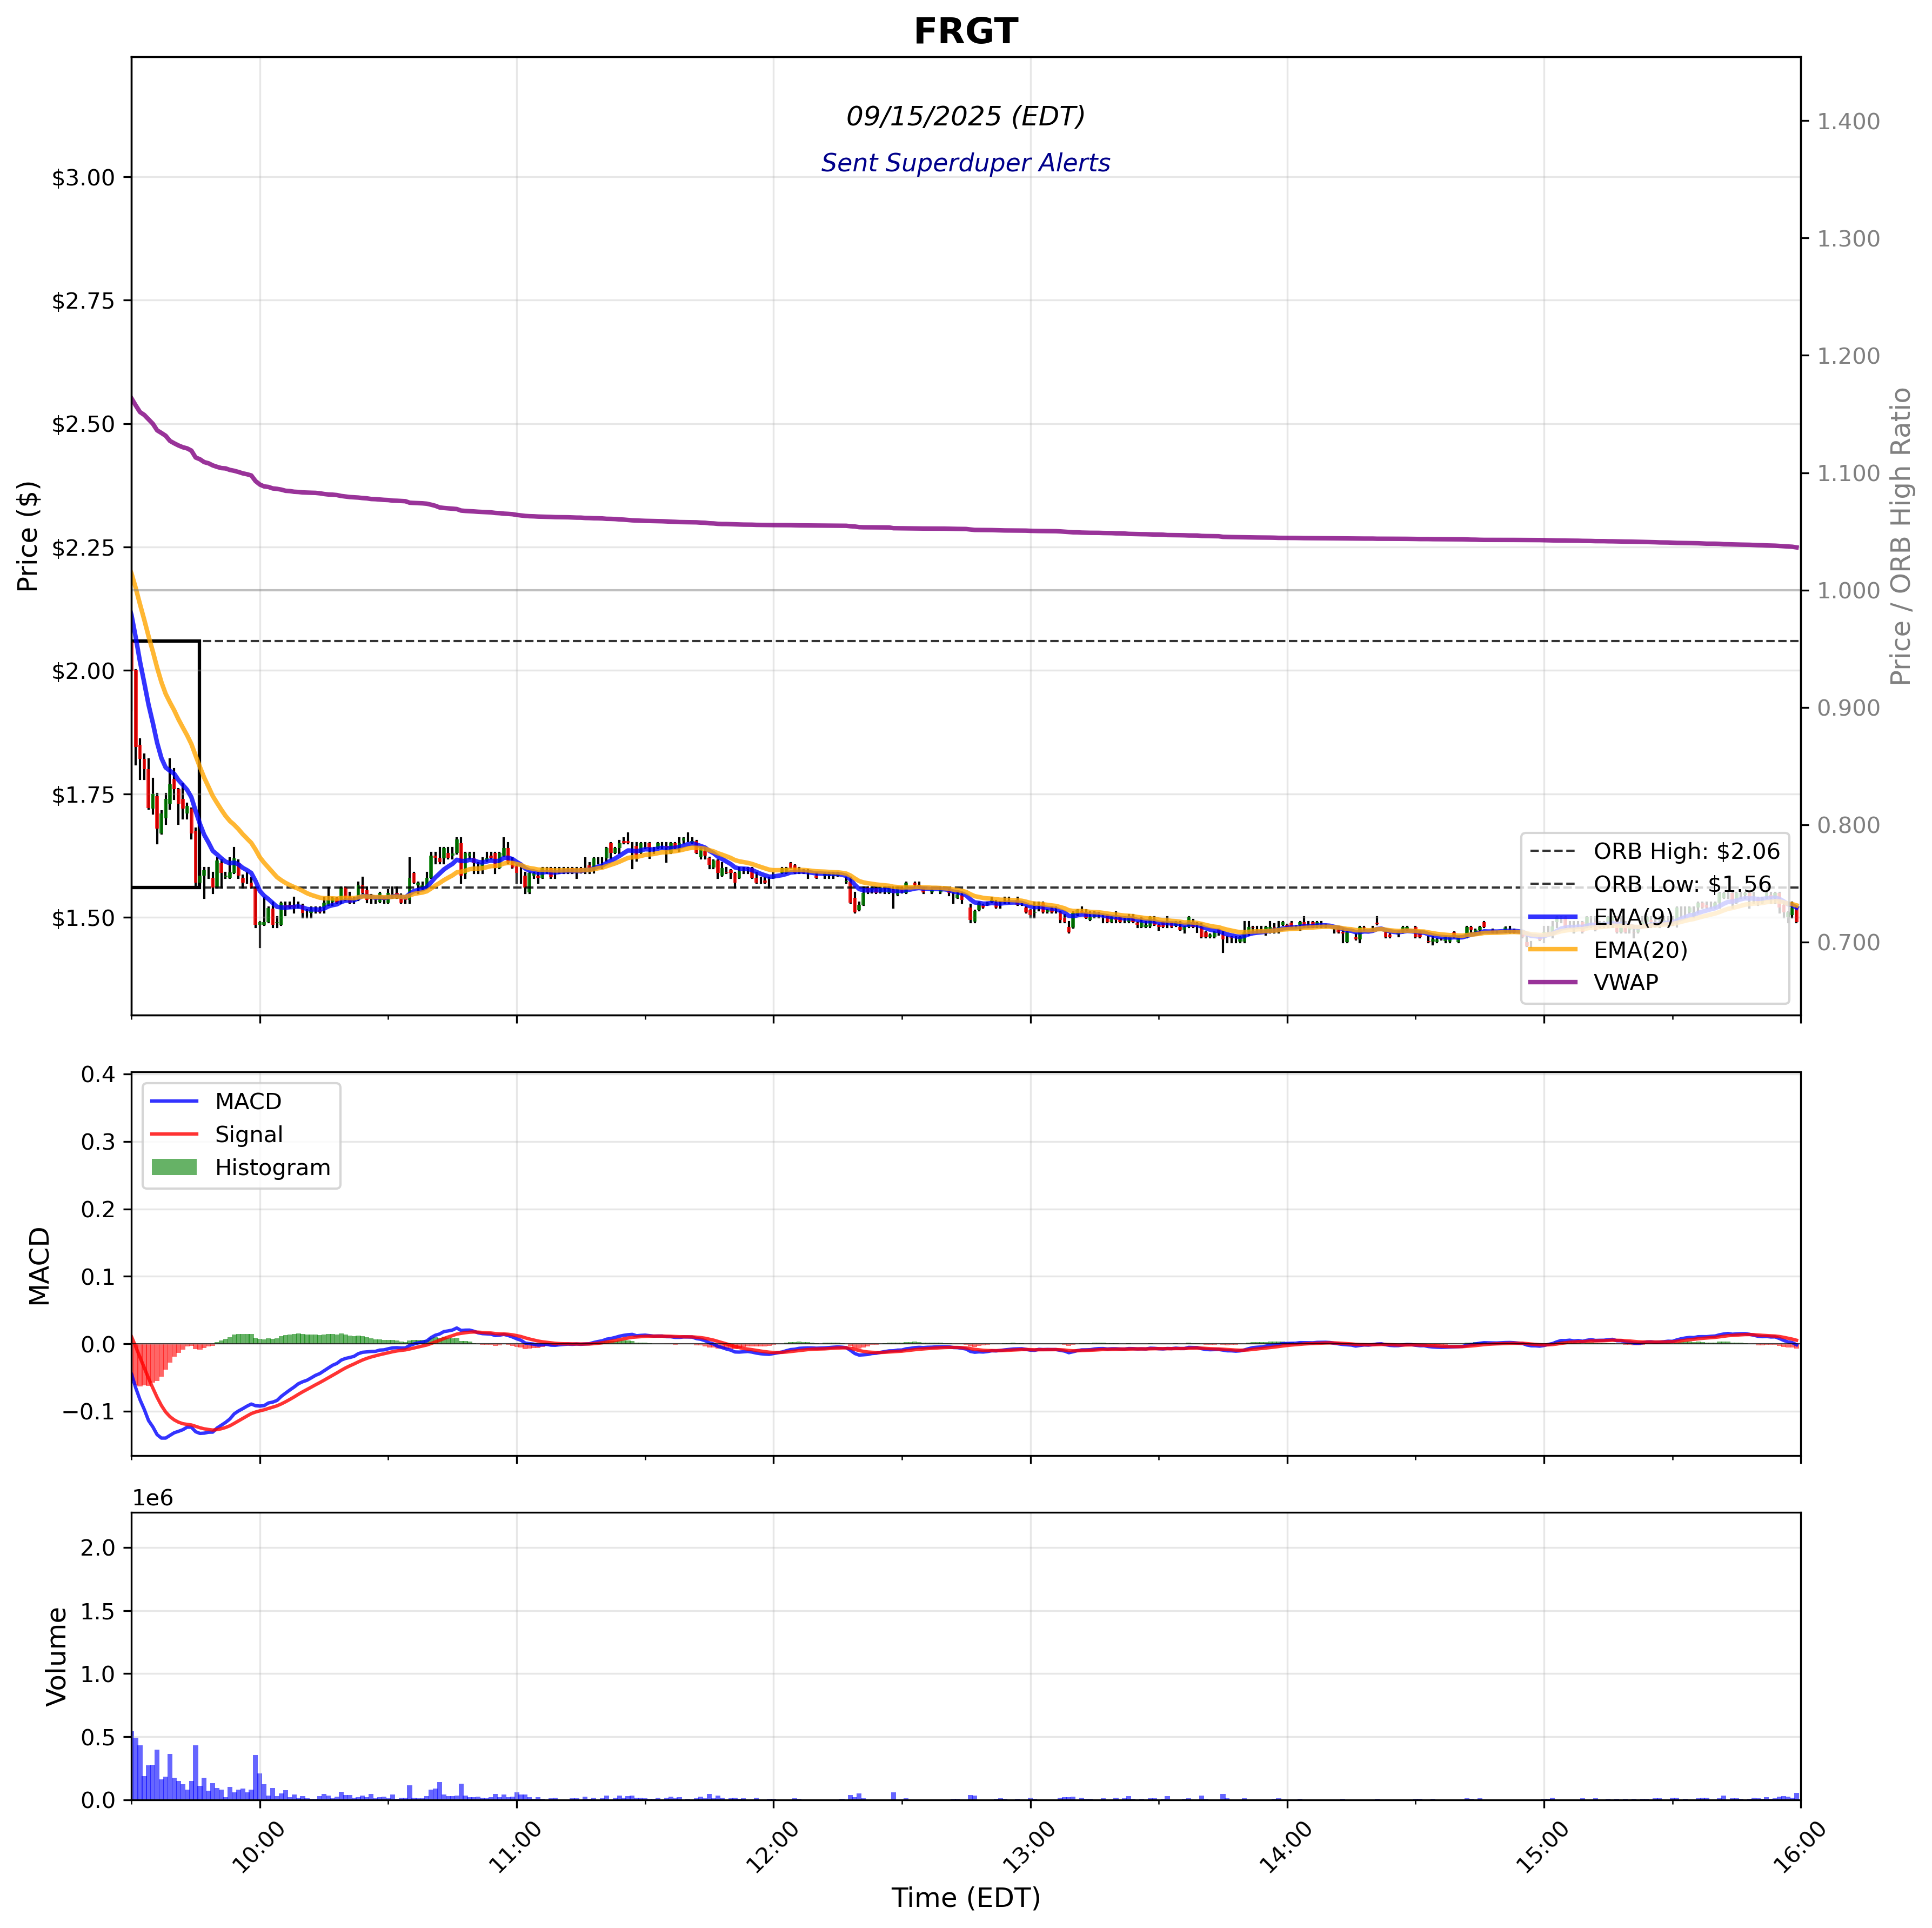 FRGT
09/15/2025 (EDT)
Sent Superduper Alerts
Price ($)
$3.00
$2.75
$2.50
$2.25
$2.00
$1.75
$1.50
1.400
1.300
1.200
1.100
1.000
0.900
0.800
0.700
Price / ORB High Ratio
ORB High: $2.06
ORB Low: $1.56
EMA(9)
EMA(20)
VWAP
MACD
0.4
0.3
0.2
0.1
0.0
−0.1
MACD
Signal
Histogram
1e6
Volume
2.0
1.5
1.0
0.5
0.0
10:00
11:00
12:00
13:00
14:00
15:00
16:00
Time (EDT)